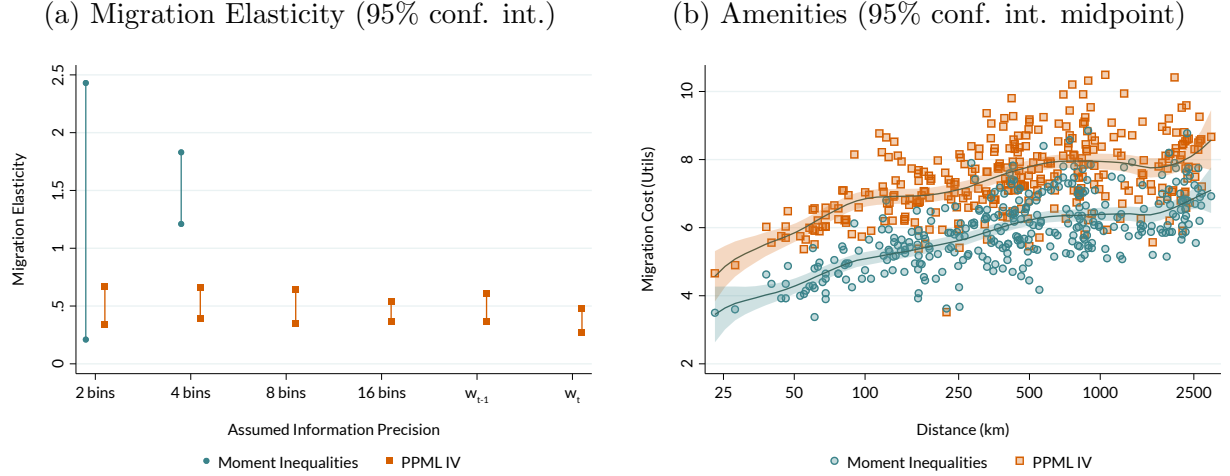 (a) Migration Elasticity (95% conf. int.)
Migration Elasticity
2.5
2
1.5
1
.5
0
2 bins 4 bins 8 bins 16 bins w_{t-1} w_t
Assumed Information Precision
Moment Inequalities PPML IV
(b) Amenities (95% conf. int. midpoint)
Migration Cost (Utils)
10
8
6
4
2
25 50 100 250 500 1000 2500
Distance (km)
Moment Inequalities PPML IV